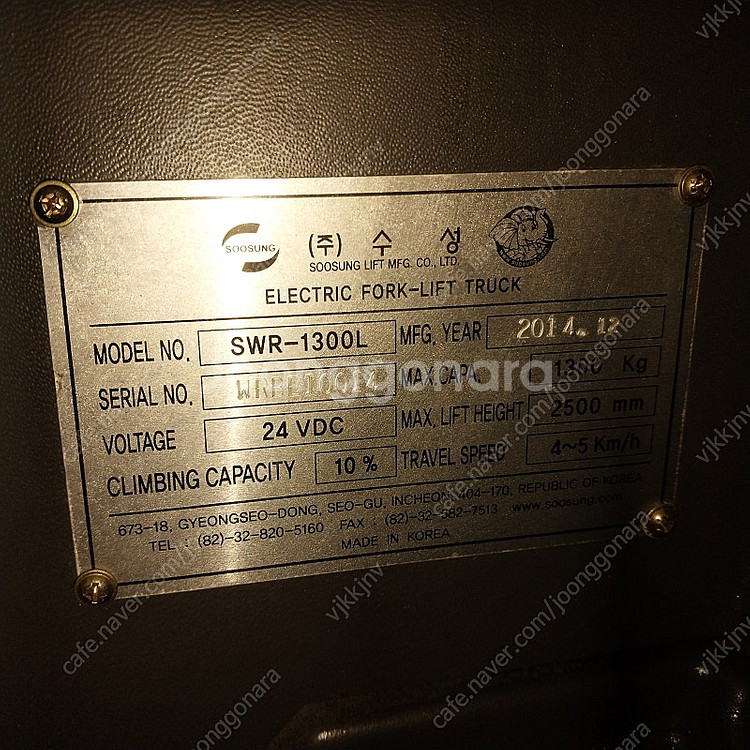 SOOSUNG
(주) 수 성
SOOSUNG LIFT MFG. CO., LTD.
ELECTRIC FORK-LIFT TRUCK
MODEL NO. SWR-1300L MFG, YEAR 2014. 12
SERIAL NO. MAX, CAPA. 1300 Kg
VOLTAGE 24 VDC MAX, LIFT HEIGHT 2500 mm
CLIMBING CAPACITY 10 % TRAVEL SPEED 4~5 Km/h
673-18, GYEONGSEO-DONG, SEO-GU, INCHEON, 404-170, REPUBLIC OF KOREA
TEL : (82)-32-820-5160 FAX : (82)-32-582-7513 www.soosung.com
MADE IN KOREA
joonggonara
cafe.naver.com/joonggonara
vjkkjnv